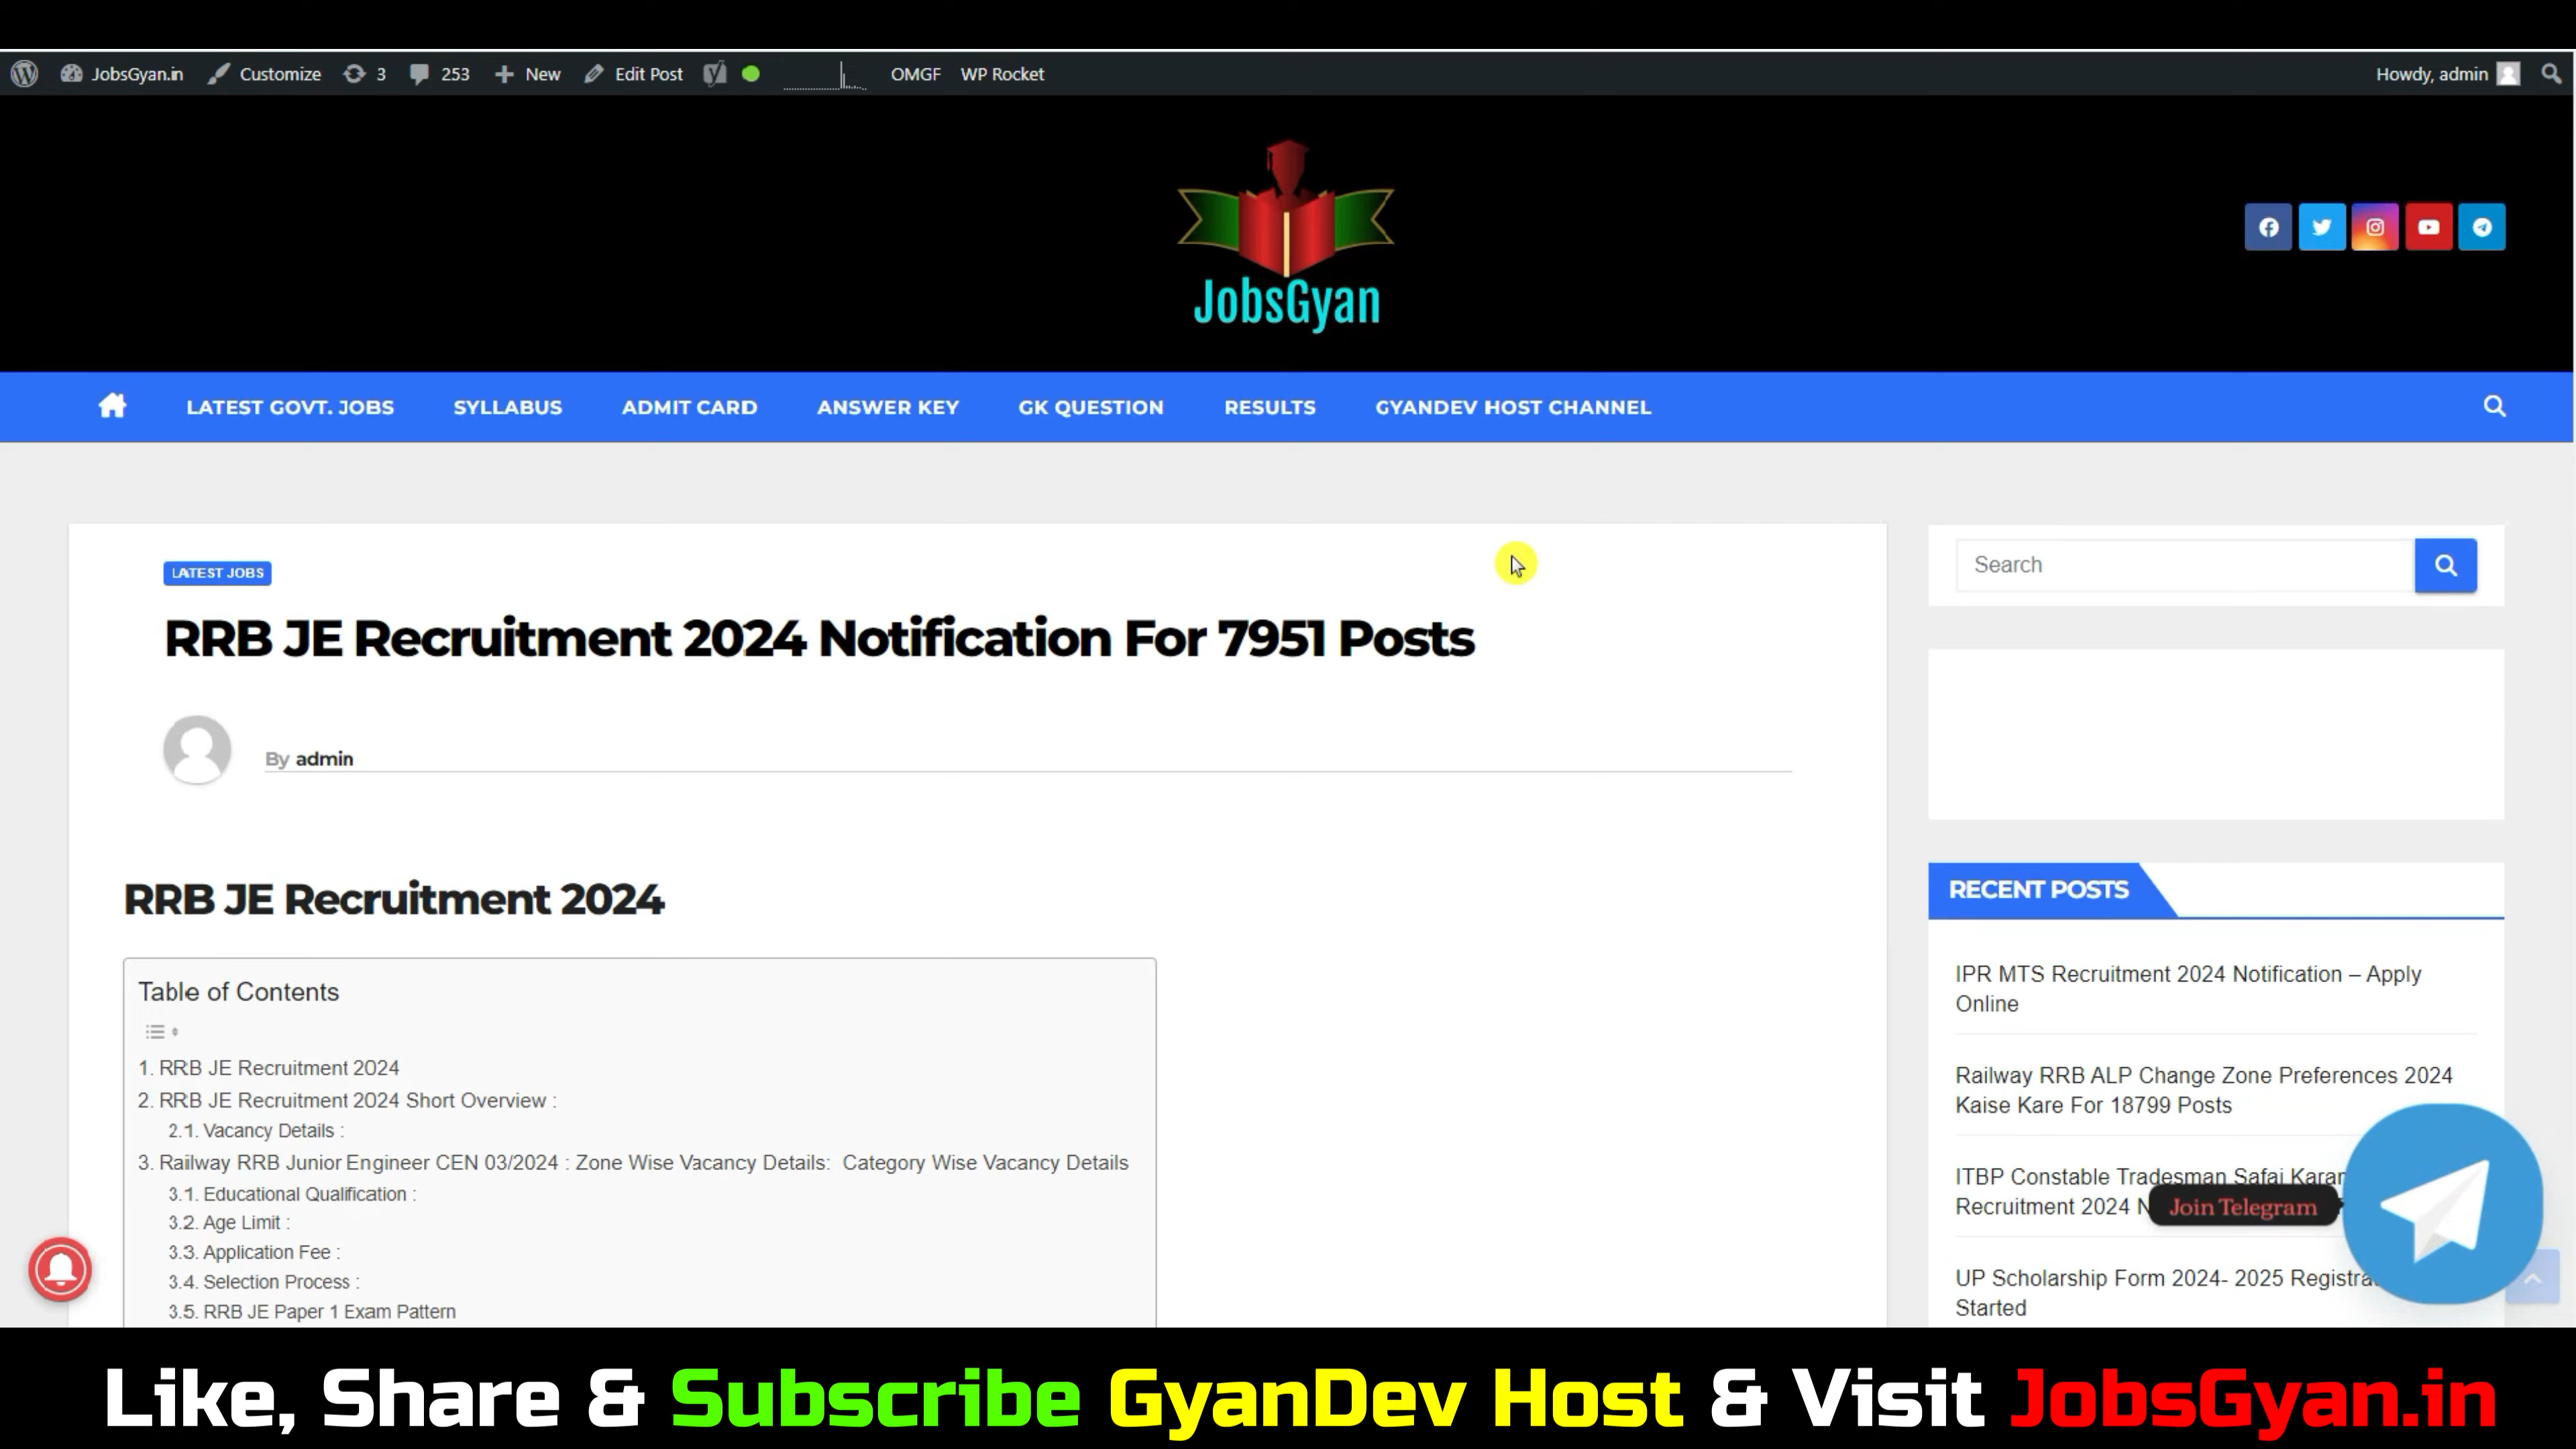 JobsGyan.in Customize 3 253 New Edit Post OMGF WP Rocket Howdy, admin
JobsGyan
LATEST GOVT. JOBS SYLLABUS ADMIT CARD ANSWER KEY GK QUESTION RESULTS GYANDEV HOST CHANNEL
LATEST JOBS
RRB JE Recruitment 2024 Notification For 7951 Posts
By admin
RRB JE Recruitment 2024
Table of Contents
1. RRB JE Recruitment 2024
2. RRB JE Recruitment 2024 Short Overview :
2.1. Vacancy Details :
3. Railway RRB Junior Engineer CEN 03/2024 : Zone Wise Vacancy Details: Category Wise Vacancy Details
3.1. Educational Qualification :
3.2. Age Limit :
3.3. Application Fee :
3.4. Selection Process :
3.5. RRB JE Paper 1 Exam Pattern
Search
RECENT POSTS
IPR MTS Recruitment 2024 Notification – Apply
Online
Railway RRB ALP Change Zone Preferences 2024
Kaise Kare For 18799 Posts
ITBP Constable Tradesman Safai Karam
Recruitment 2024 N
Join Telegram
UP Scholarship Form 2024- 2025 Registra
Started
Like, Share & Subscribe GyanDev Host & Visit JobsGyan.in